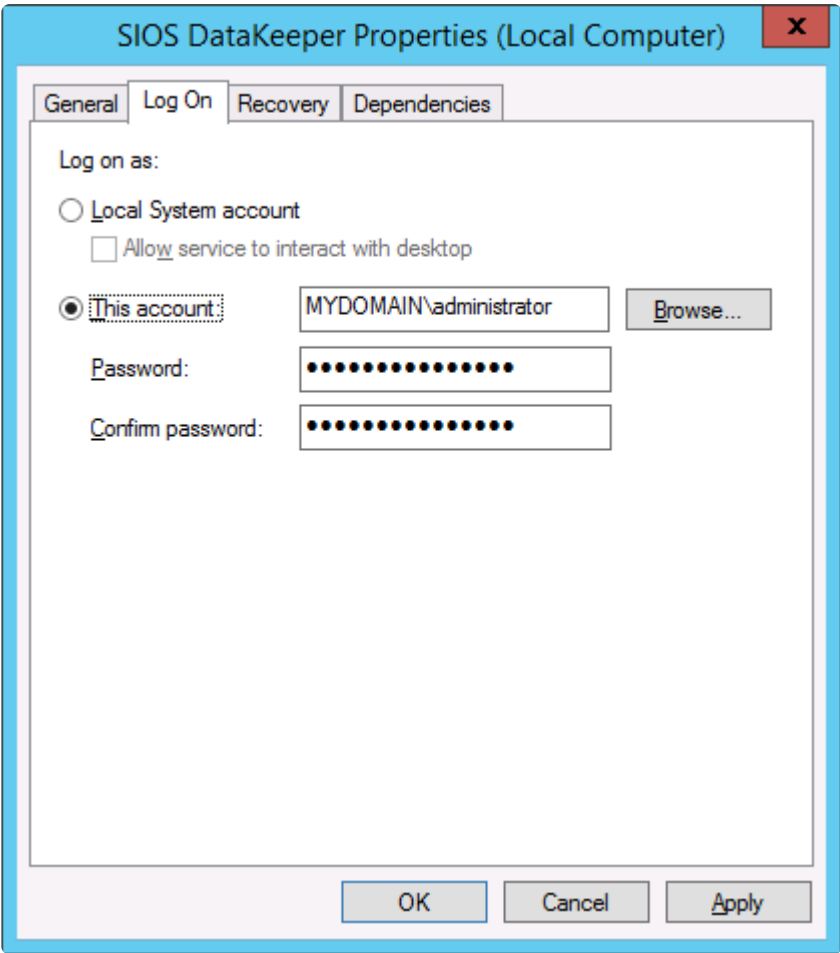 SIOS DataKeeper Properties (Local Computer)
x
General Log On Recovery Dependencies
Log on as:
Local System account
Allow service to interact with desktop
This account: MYDOMAIN\administrator Browse...
Password: •••••••••••••••
Confirm password: •••••••••••••••
OK Cancel Apply